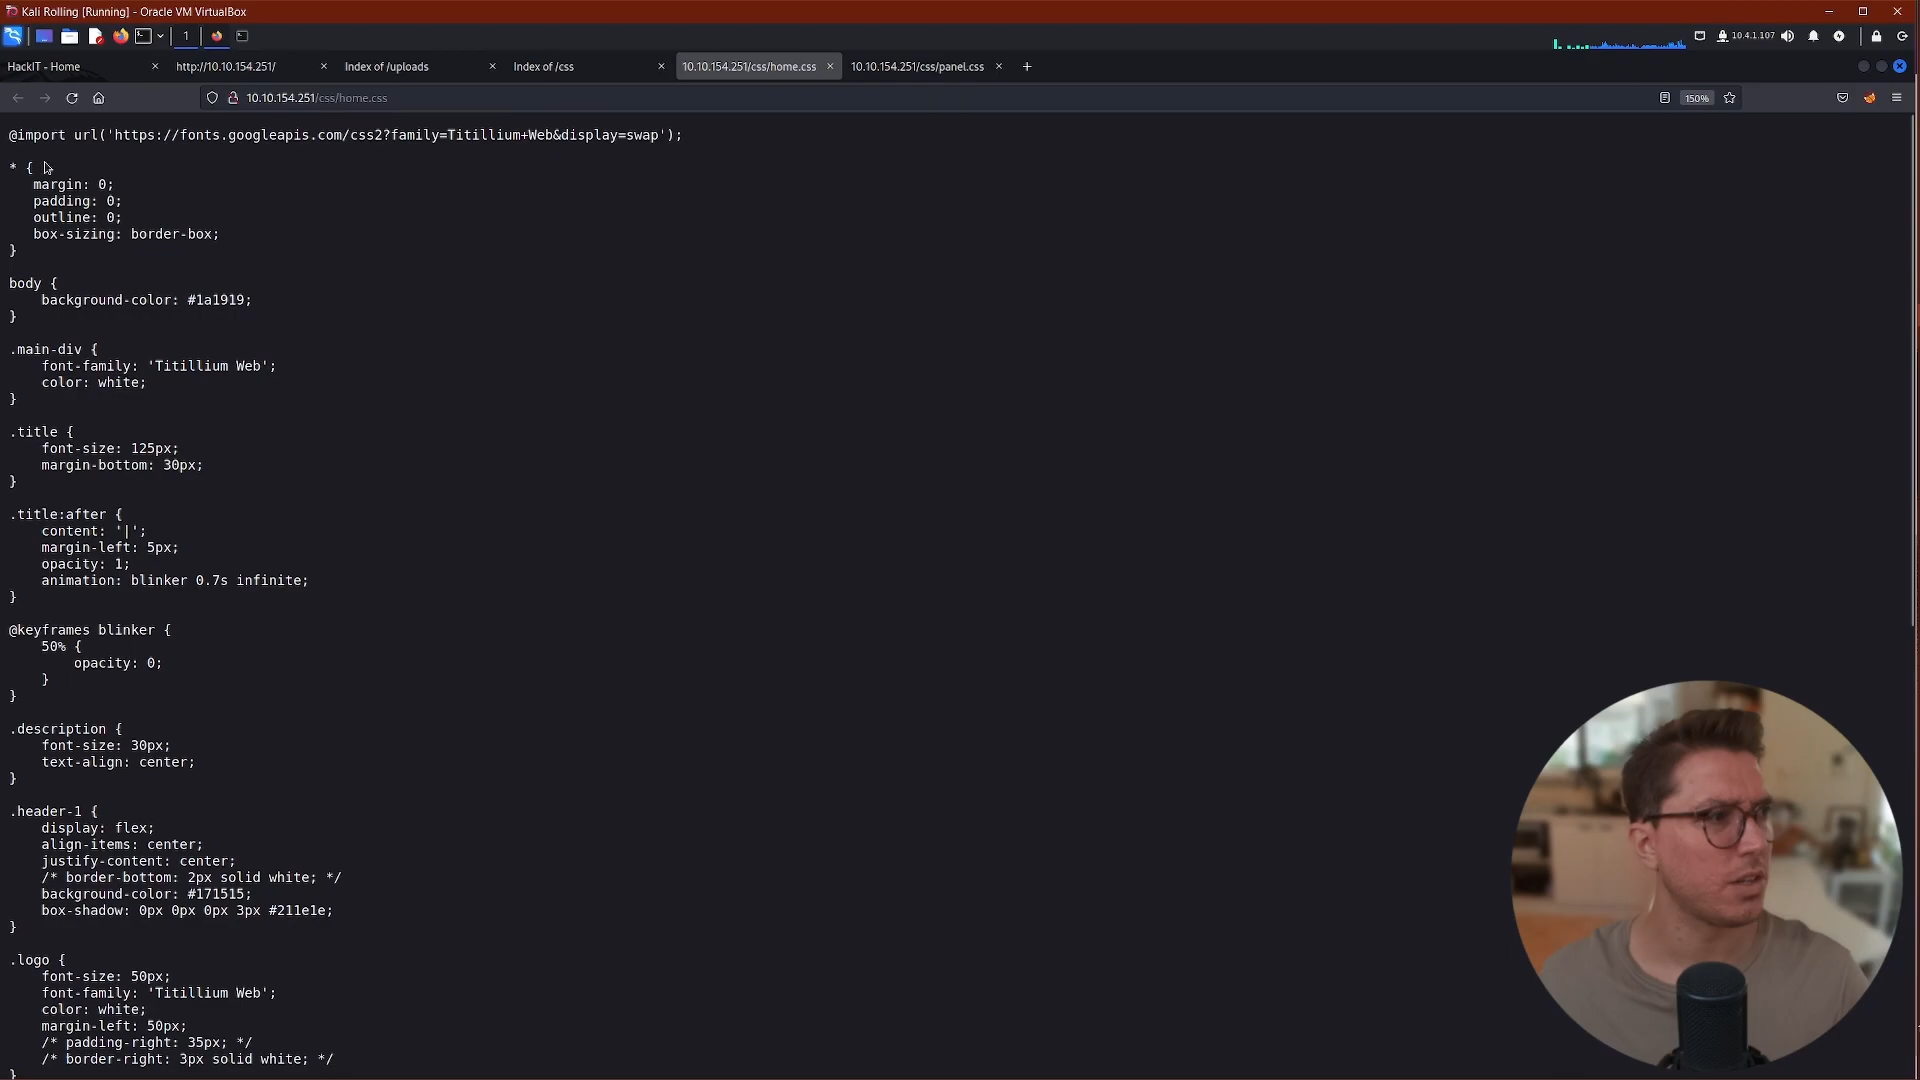 Kali Rolling [Running] - Oracle VM VirtualBox
1
10.4.1.107
HackIT - Home
http://10.10.154.251/
Index of /uploads
Index of /css
10.10.154.251/css/home.css
10.10.154.251/css/panel.css
10.10.154.251/css/home.css
150%
@import url('https://fonts.googleapis.com/css2?family=Titillium+Web&display=swap');
* {
margin: 0;
padding: 0;
outline: 0;
box-sizing: border-box;
}
body {
background-color: #1a1919;
}
.main-div {
font-family: 'Titillium Web';
color: white;
}
.title {
font-size: 125px;
margin-bottom: 30px;
}
.title:after {
content: '|';
margin-left: 5px;
opacity: 1;
animation: blinker 0.7s infinite;
}
@keyframes blinker {
50% {
opacity: 0;
}
}
.description {
font-size: 30px;
text-align: center;
}
.header-1 {
display: flex;
align-items: center;
justify-content: center;
/* border-bottom: 2px solid white; */
background-color: #171515;
box-shadow: 0px 0px 0px 3px #211e1e;
}
.logo {
font-size: 50px;
font-family: 'Titillium Web';
color: white;
margin-left: 50px;
/* padding-right: 35px; */
/* border-right: 3px solid white; */
}